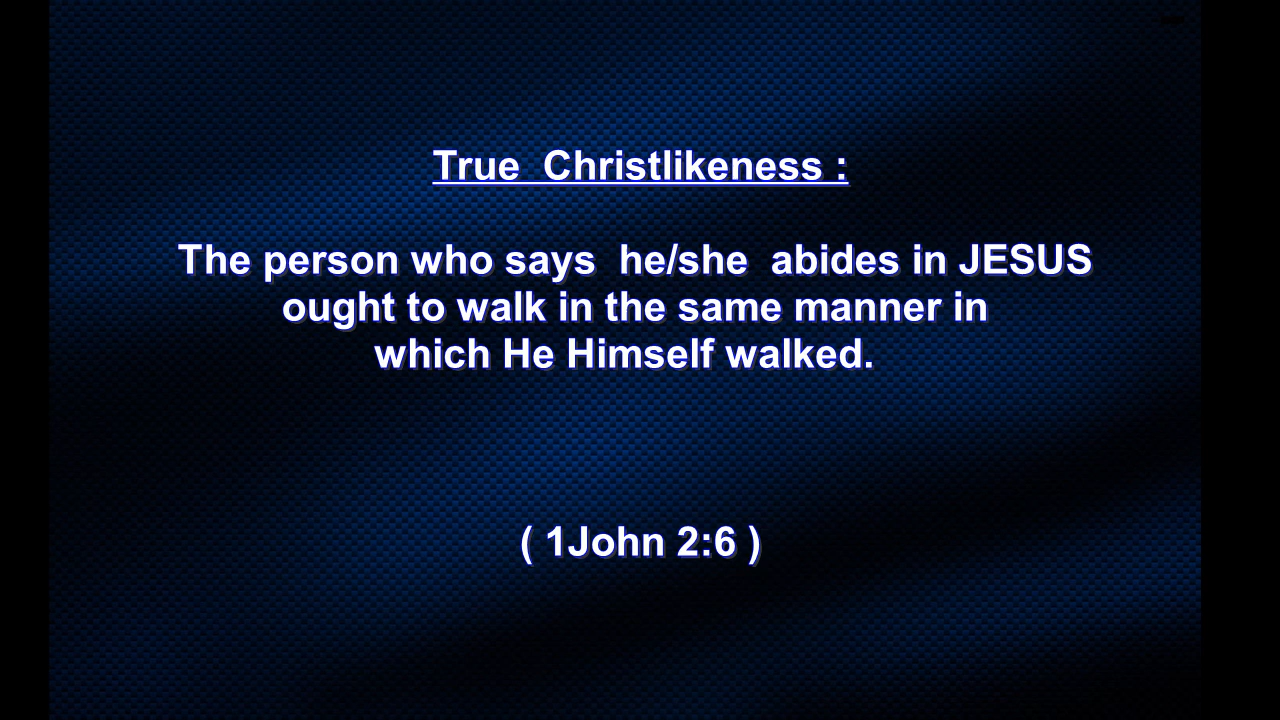 True  Christlikeness :
The person who says  he/she  abides in JESUS
ought to walk in the same manner in
which He Himself walked.
( 1John 2:6 )